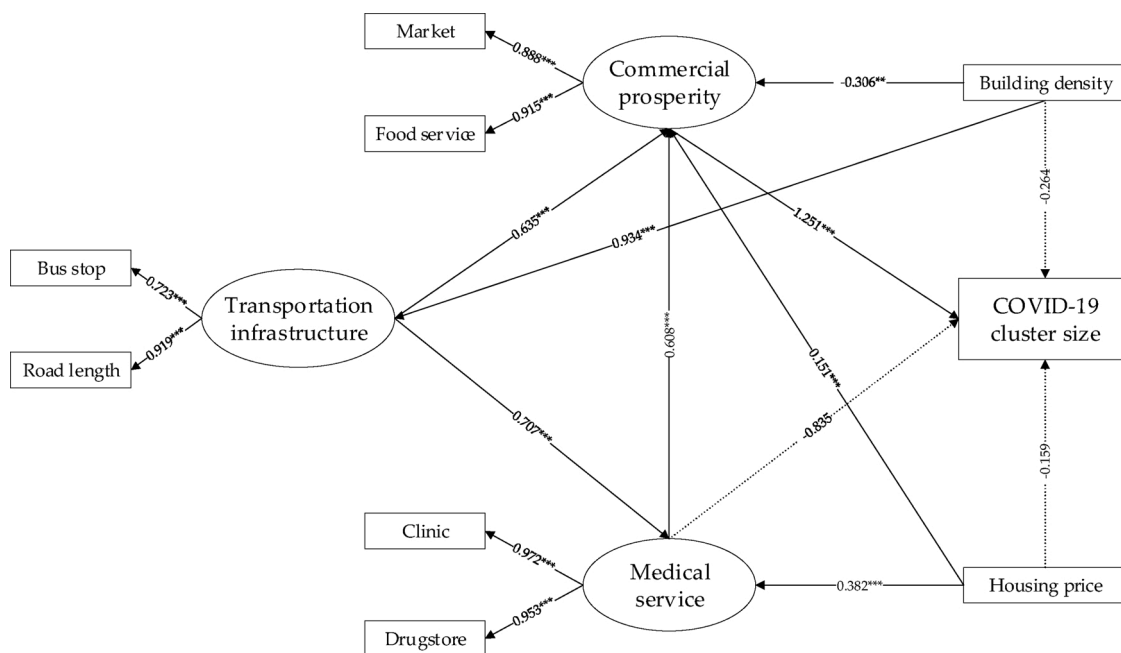 Market
0.888***
Commercial
prosperity
-0.306**
Building density
0.915***
Food service
0.635***
0.934***
1.251***
-0.264
Bus stop
0.723***
Transportation
infrastructure
COVID-19
cluster size
0.919***
Road length
0.608***
0.151***
0.707***
-0.835
-0.159
Clinic
0.972***
Medical
service
0.382***
Housing price
0.953***
Drugstore